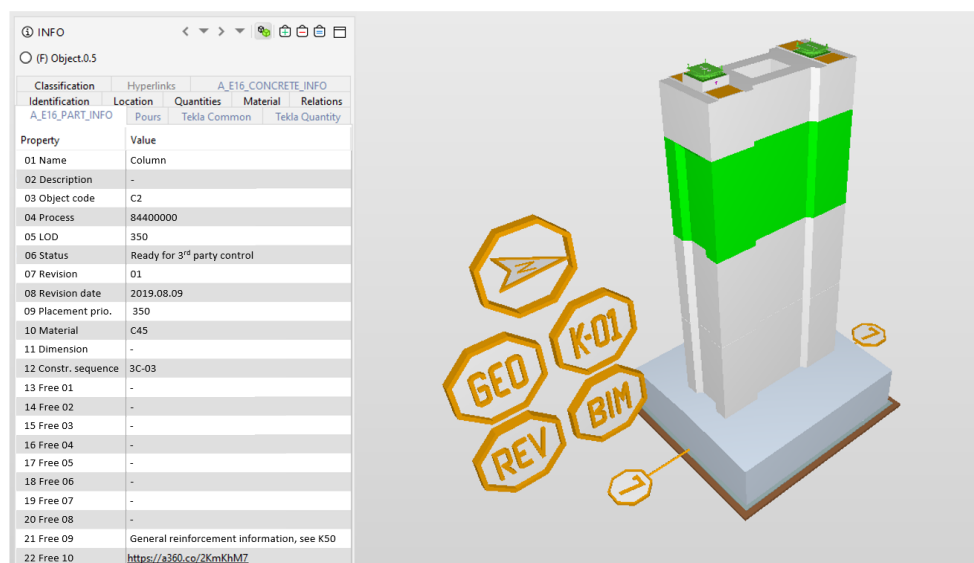 INFO
(F) Object.0.5
Classification Hyperlinks A_E16_CONCRETE_INFO
Identification Location Quantities Material Relations
A_E16_PART_INFO Pours Tekla Common Tekla Quantity
Property Value
01 Name Column
02 Description -
03 Object code C2
04 Process 84400000
05 LOD 350
06 Status Ready for 3rd party control
07 Revision 01
08 Revision date 2019.08.09
09 Placement prio. 350
10 Material C45
11 Dimension -
12 Constr. sequence 3C-03
13 Free 01 -
14 Free 02 -
15 Free 03 -
16 Free 04 -
17 Free 05 -
18 Free 06 -
19 Free 07 -
20 Free 08 -
21 Free 09 General reinforcement information, see K50
22 Free 10 https://a360.co/2KmKhM7
N
K-01
GEO
BIM
REV
7
7